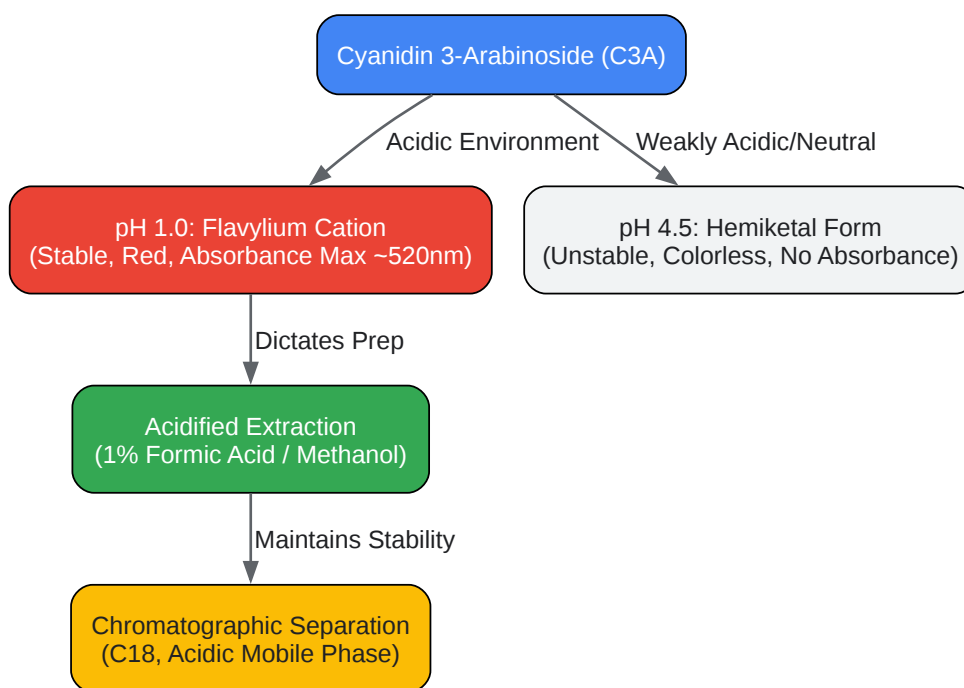 Cyanidin 3-Arabinoside (C3A)
Acidic Environment
Weakly Acidic/Neutral
pH 1.0: Flavylium Cation
(Stable, Red, Absorbance Max ~520nm)
pH 4.5: Hemiketal Form
(Unstable, Colorless, No Absorbance)
Dictates Prep
Acidified Extraction
(1% Formic Acid / Methanol)
Maintains Stability
Chromatographic Separation
(C18, Acidic Mobile Phase)